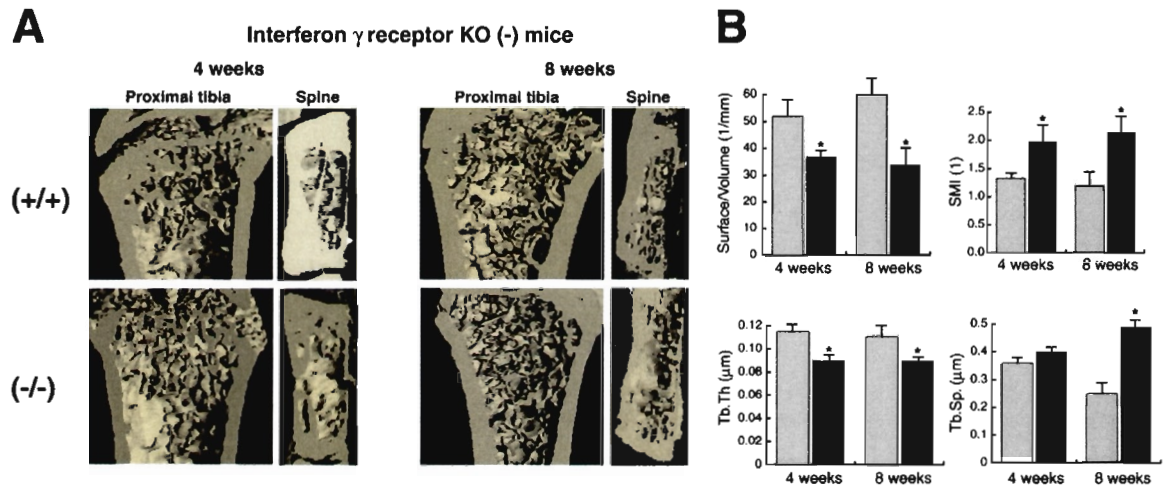 A
Interferon γ receptor KO (-) mice
4 weeks
8 weeks
Proximal tibia
Spine
Proximal tibia
Spine
(+/+)
(-/-)
B
Surface/Volume (1/mm)
60
50
40
30
20
10
0
*
*
4 weeks
8 weeks
SMI (1)
2.5
2.0
1.5
1.0
0.5
0.0
*
*
4 weeks
8 weeks
Tb.Th (μm)
0.12
0.10
0.08
0.06
0.04
0.02
0
*
*
4 weeks
8 weeks
Tb.Sp. (μm)
0.5
0.4
0.3
0.2
0.1
0
*
4 weeks
8 weeks